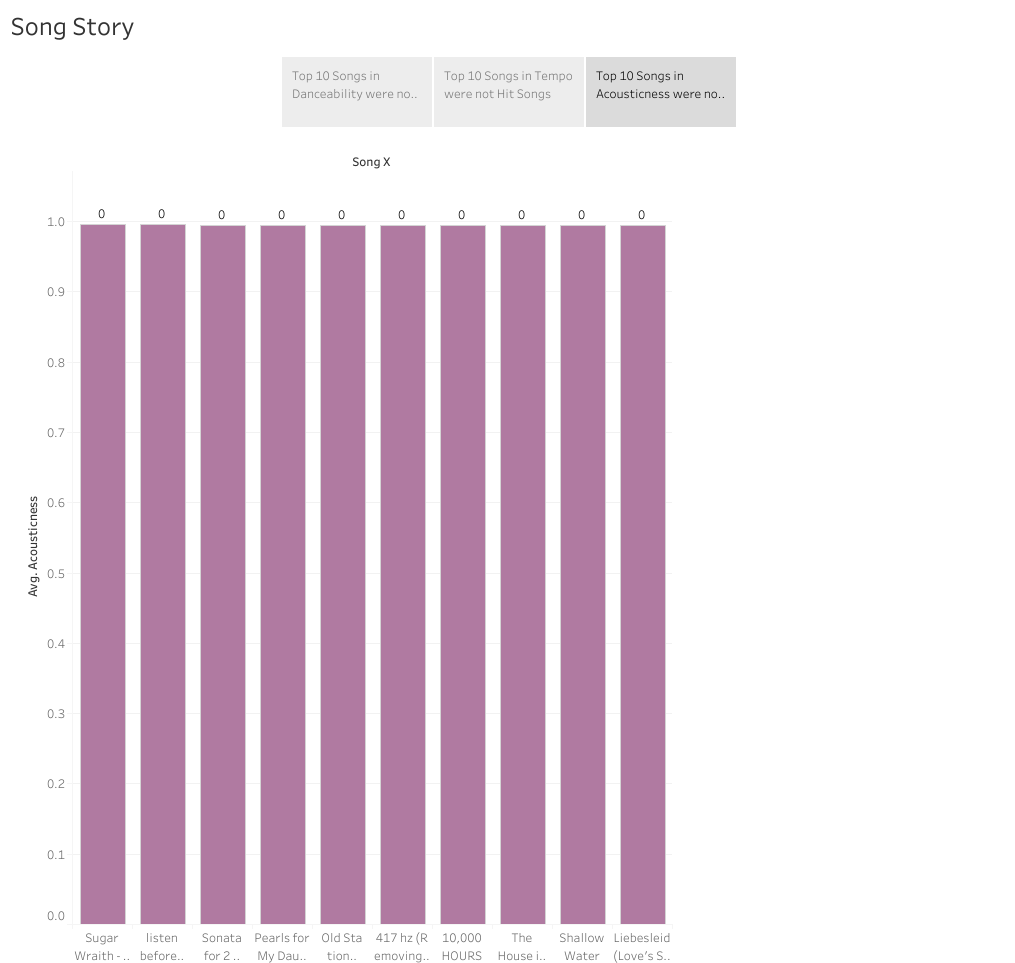 Song Story
Top 10 Songs in
Danceability were no..
Top 10 Songs in Tempo
were not Hit Songs
Top 10 Songs in
Acousticness were no..
Song X
0 0 0 0 0 0 0 0 0 0
1.0
0.9
0.8
0.7
0.6
0.5
0.4
0.3
0.2
0.1
0.0
Avg. Acousticness
Sugar
Wraith - ..
listen
before..
Sonata
for 2 ..
Pearls for
My Dau..
Old Sta
tion..
417 hz (R
emoving..
10,000
HOURS
The
House i..
Shallow
Water
Liebesleid
(Love's S..